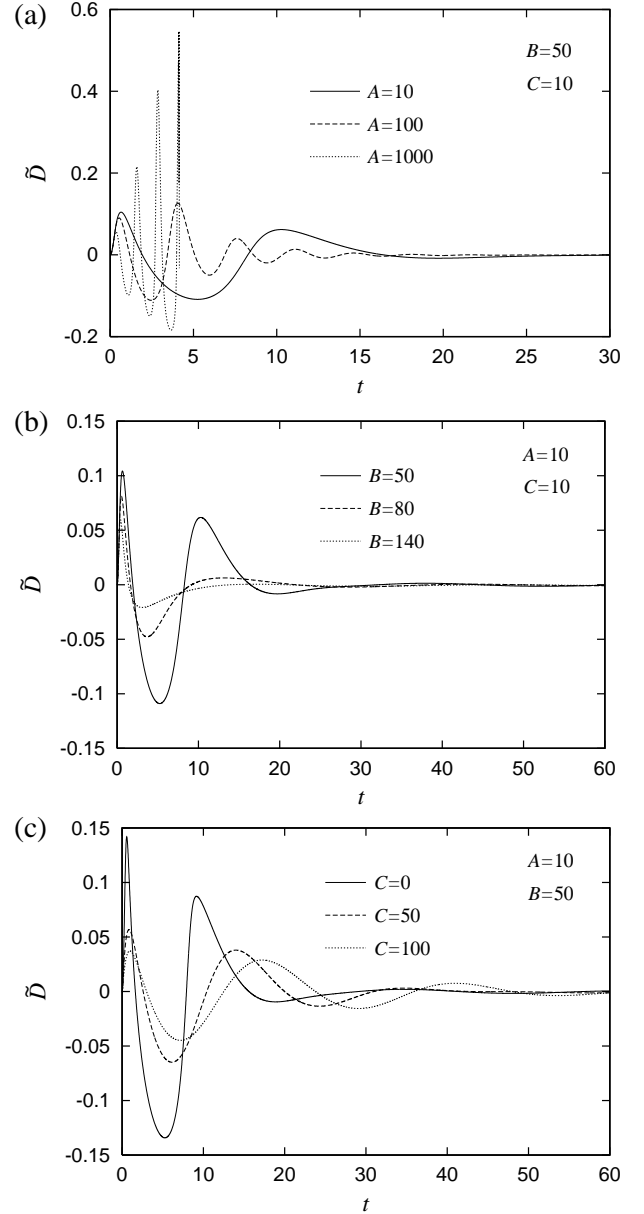 (a)
0.6
0.4
0.2
0
-0.2
D̃
A=10
A=100
A=1000
B=50
C=10
0 5 10 15 20 25 30
t
(b)
0.15
0.1
0.05
0
-0.05
-0.1
-0.15
D̃
B=50
B=80
B=140
A=10
C=10
0 10 20 30 40 50 60
t
(c)
0.15
0.1
0.05
0
-0.05
-0.1
-0.15
D̃
C=0
C=50
C=100
A=10
B=50
0 10 20 30 40 50 60
t